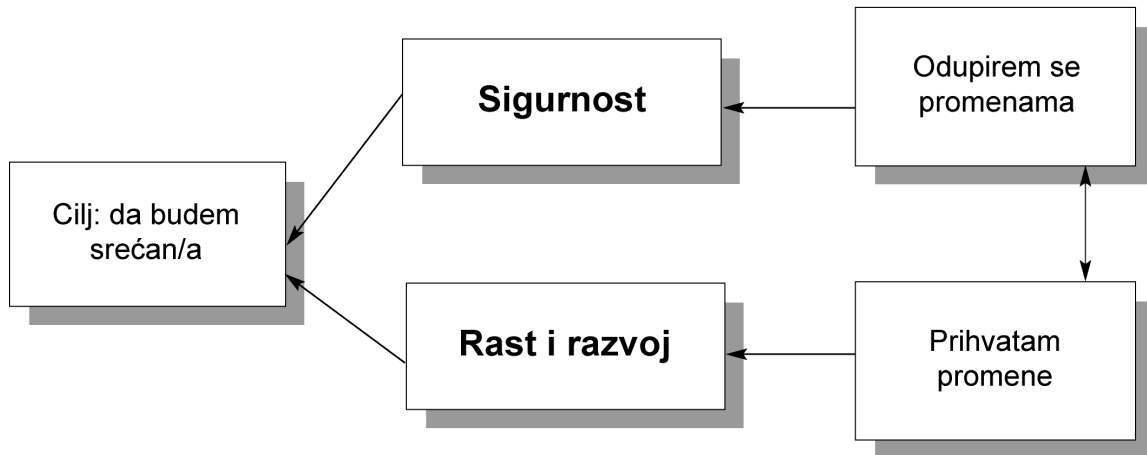 Cilj: da budem
srećan/a
Sigurnost
Rast i razvoj
Odupirem se
promenama
Prihvatam
promene